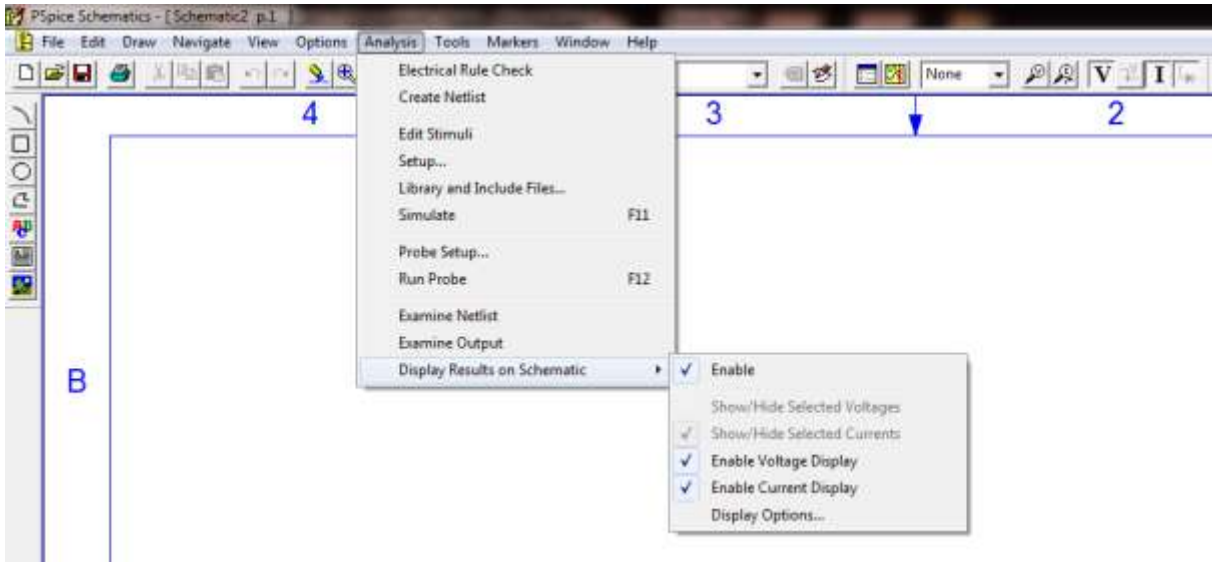 PSpice Schematics - [ Schematic2 p.1 ]
File Edit Draw Navigate View Options Analysis Tools Markers Window Help
None V I
4 3 2
Electrical Rule Check
Create Netlist
Edit Stimuli
Setup...
Library and Include Files...
Simulate F11
Probe Setup...
Run Probe F12
Examine Netlist
Examine Output
Display Results on Schematic
B
Enable
Show/Hide Selected Voltages
Show/Hide Selected Currents
Enable Voltage Display
Enable Current Display
Display Options...